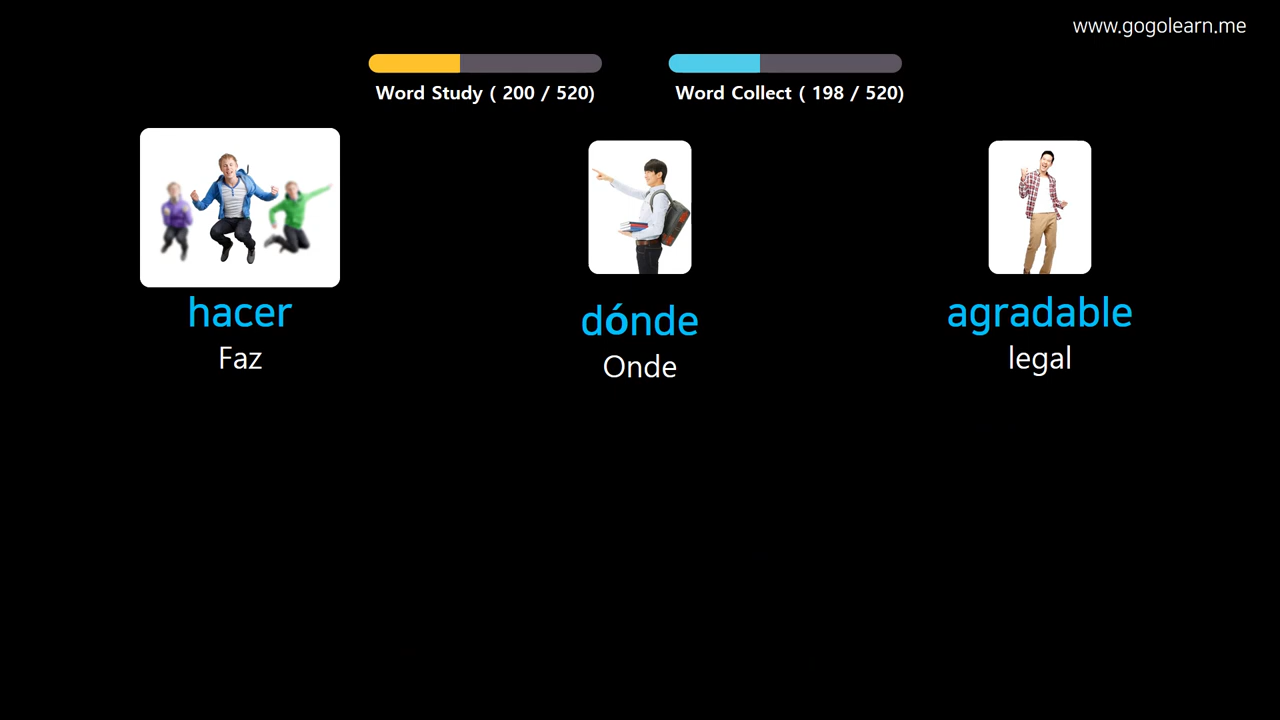 www.gogolearn.me
Word Study ( 200 / 520)
Word Collect ( 198 / 520)
hacer
Faz
dónde
Onde
agradable
legal